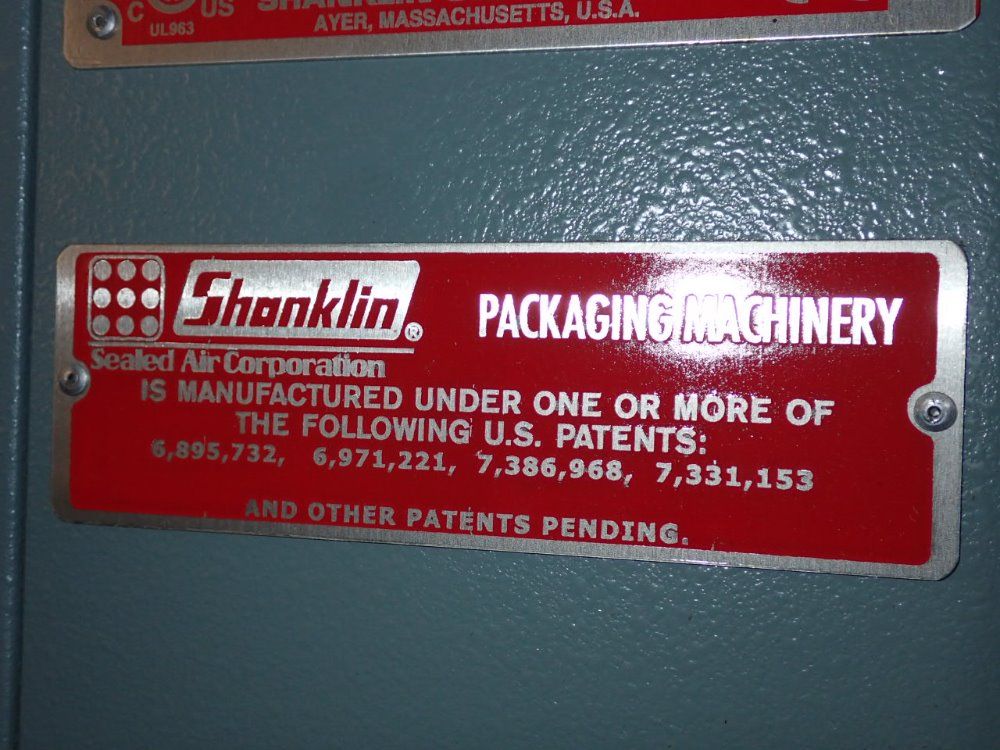 C US
UL963
SHANKLIN
AYER, MASSACHUSETTS, U.S.A.
Shanklin®
PACKAGING MACHINERY
Sealed Air Corporation
IS MANUFACTURED UNDER ONE OR MORE OF
THE FOLLOWING U.S. PATENTS:
6,895,732, 6,971,221, 7,386,968, 7,331,153
AND OTHER PATENTS PENDING.